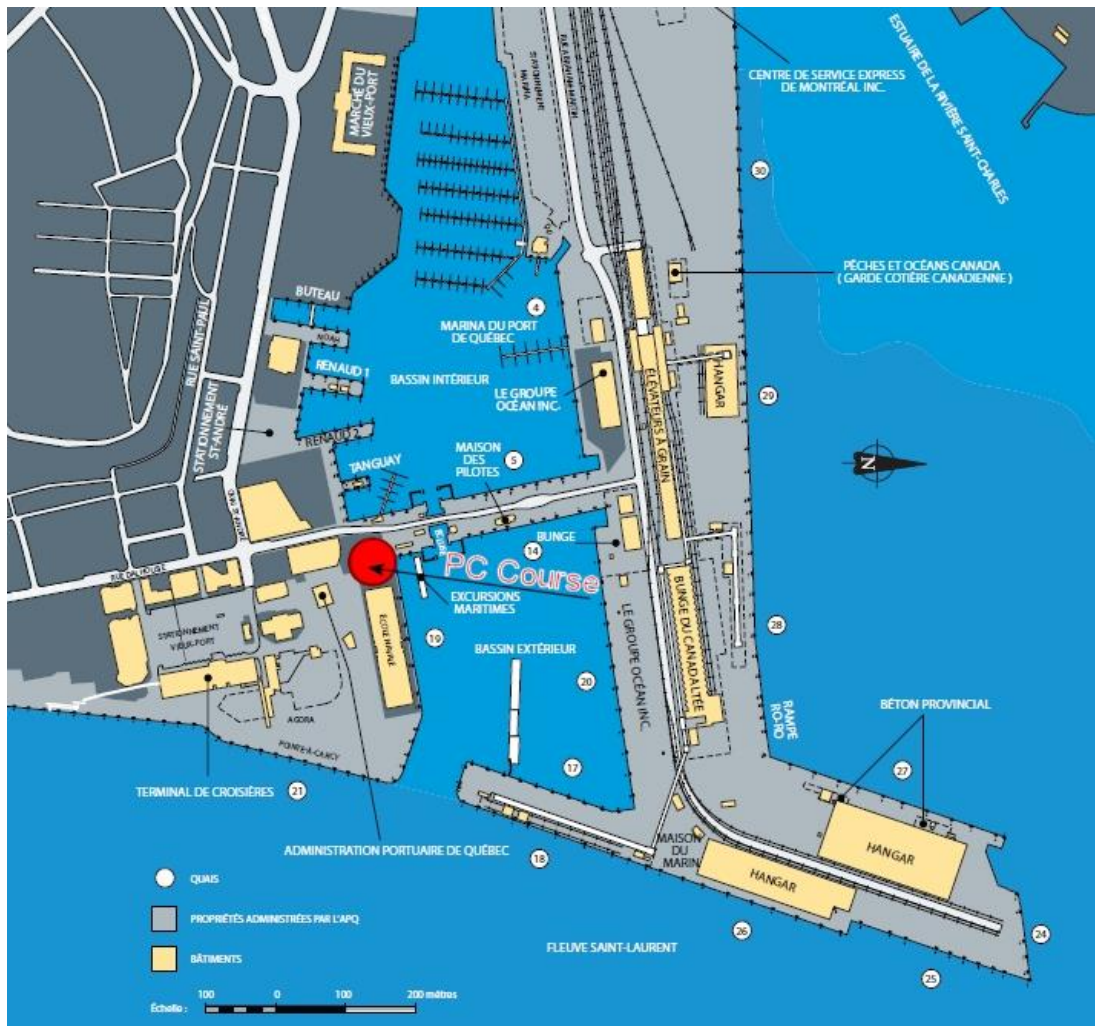 RUE ABRAHAM-MARTIN
STATIONNEMENT
MARINA
ESTUAIRE DE LA RIVIÈRE SAINT-CHARLES
CENTRE DE SERVICE EXPRESS
DE MONTRÉAL INC.
MARCHÉ DU
VIEUX-PORT
30
PÊCHES ET OCÉANS CANADA
( GARDE COTIÈRE CANADIENNE )
BUTEAU
4
MARINA DU PORT
DE QUÉBEC
RUE SAINT-PAUL
RENAUD 1
BASSIN INTÉRIEUR
LE GROUPE
OCÉAN INC.
HANGAR
29
ÉLÉVATEURS À GRAIN
STATIONNEMENT
ST-ANDRÉ
RENAUD 2
MAISON
DES
PILOTES
5
TANGUAY
N
BUNGE
14
PC Course
RUE DALHOUSIE
EXCURSIONS
MARITIMES
ÉCOLE NAVALE
19
STATIONNEMENT
VIEUX-PORT
BUNGE DU CANADA LTÉE
28
LE GROUPE OCÉAN INC.
BASSIN EXTÉRIEUR
20
AGORA
RAMPE
RO-RO
BÉTON PROVINCIAL
POINTE-À-CARCY
17
27
TERMINAL DE CROISIÈRES
21
ADMINISTRATION PORTUAIRE DE QUÉBEC
18
MAISON
DU
MARIN
HANGAR
HANGAR
QUAIS
26
24
PROPRIÉTÉS ADMINISTRÉES PAR L'APQ
FLEUVE SAINT-LAURENT
BÂTIMENTS
25
Échelle :
100
0
100
200 mètres